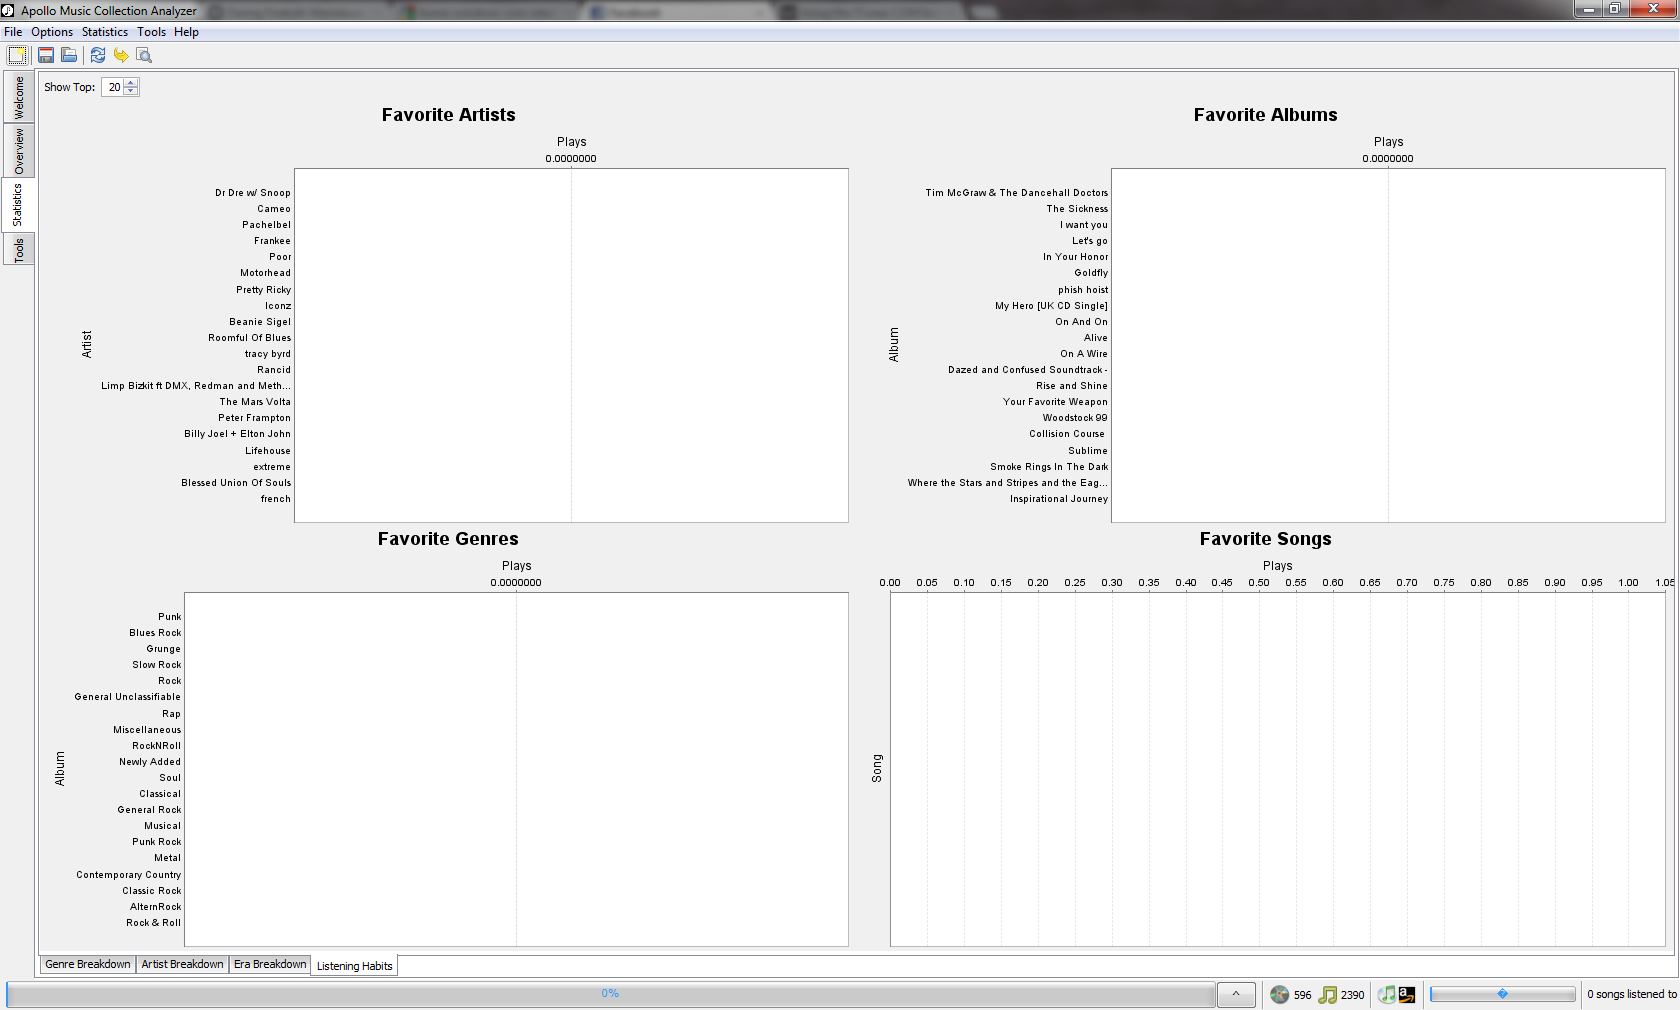 Apollo Music Collection Analyzer
File Options Statistics Tools Help
Welcome
Overview
Statistics
Tools
Show Top: 20
Favorite Artists
Plays
0.0000000
Artist
Dr Dre w/ Snoop
Cameo
Pachelbel
Frankee
Poor
Motorhead
Pretty Ricky
Iconz
Beanie Sigel
Roomful Of Blues
tracy byrd
Rancid
Limp Bizkit ft DMX, Redman and Meth...
The Mars Volta
Peter Frampton
Billy Joel + Elton John
Lifehouse
extreme
Blessed Union Of Souls
french
Favorite Albums
Plays
0.0000000
Album
Tim McGraw & The Dancehall Doctors
The Sickness
I want you
Let's go
In Your Honor
Goldfly
phish hoist
My Hero [UK CD Single]
On And On
Alive
On A Wire
Dazed and Confused Soundtrack -
Rise and Shine
Your Favorite Weapon
Woodstock 99
Collision Course
Sublime
Smoke Rings In The Dark
Where the Stars and Stripes and the Eag...
Inspirational Journey
Favorite Genres
Plays
0.0000000
Album
Punk
Blues Rock
Grunge
Slow Rock
Rock
General Unclassifiable
Rap
Miscellaneous
RockNRoll
Newly Added
Soul
Classical
General Rock
Musical
Punk Rock
Metal
Contemporary Country
Classic Rock
AlternRock
Rock & Roll
Favorite Songs
Plays
0.00 0.05 0.10 0.15 0.20 0.25 0.30 0.35 0.40 0.45 0.50 0.55 0.60 0.65 0.70 0.75 0.80 0.85 0.90 0.95 1.00 1.05
Song
Genre Breakdown Artist Breakdown Era Breakdown Listening Habits
0% 596 2390 0 songs listened to